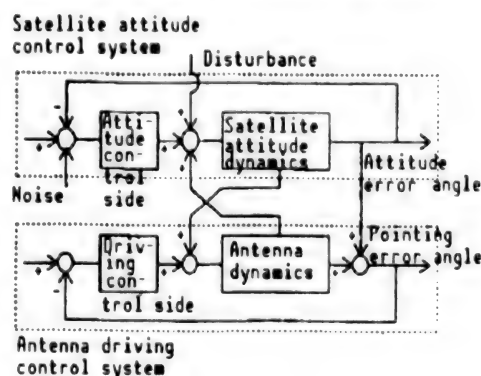 Satellite attitude
control system
Disturbance
Atti-
tude
con-
trol side
Satellite
attitude
dynamics
Noise
Attitude
error angle
Driv-
ing
con-
trol side
Antenna
dynamics
Pointing
error angle
Antenna driving
control system